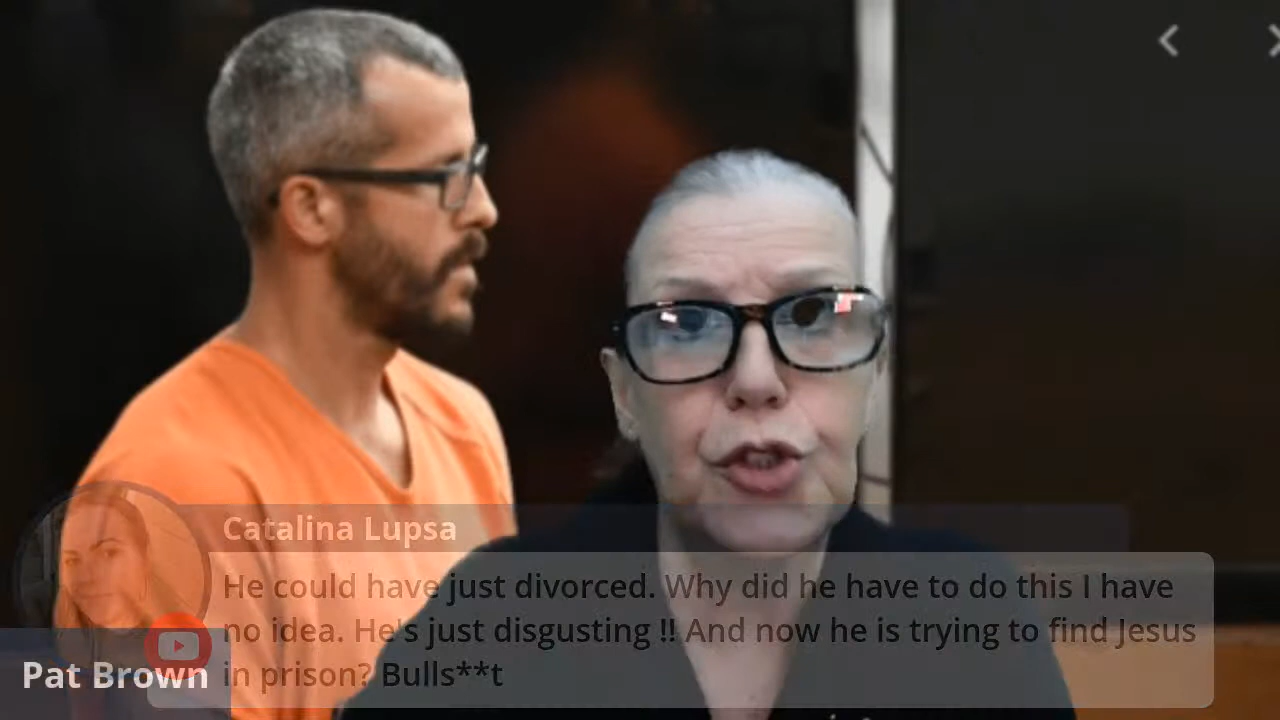 Catalina Lupsa
He could have just divorced. Why did he have to do this I have
no idea. He's just disgusting !! And now he is trying to find Jesus
in prison? Bulls**t
Pat Brown